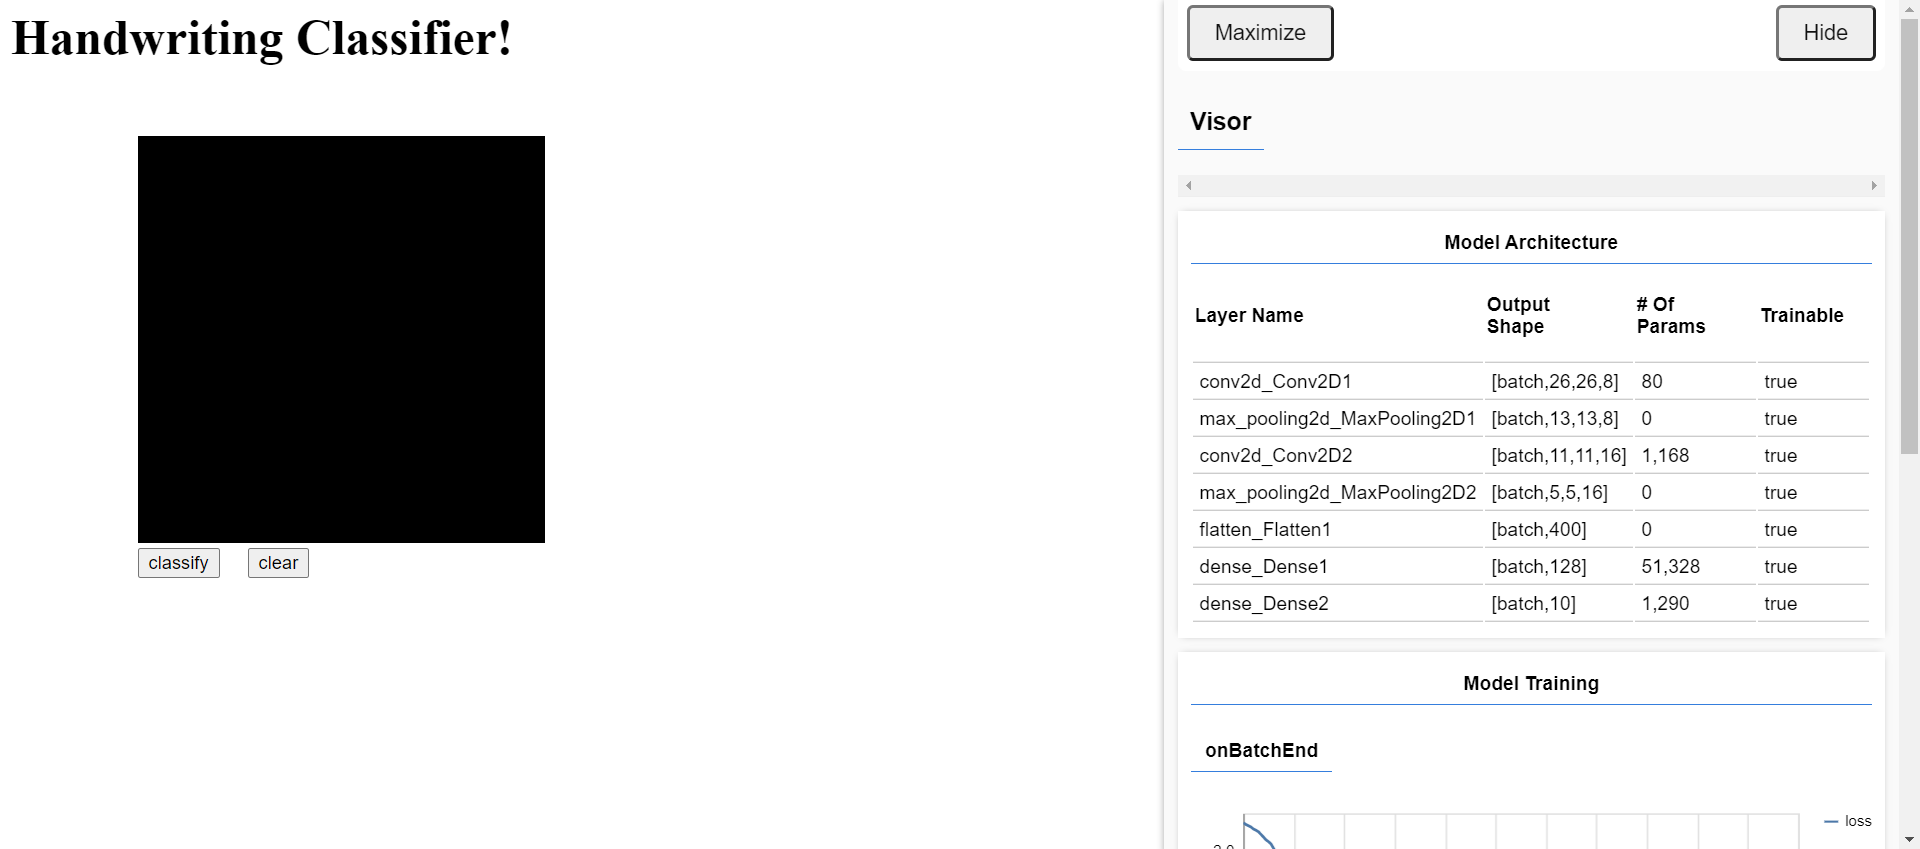 Handwriting Classifier!
classify clear
Maximize Hide
Visor
Model Architecture
Layer Name Output Shape # Of Params Trainable
conv2d_Conv2D1 [batch,26,26,8] 80 true
max_pooling2d_MaxPooling2D1 [batch,13,13,8] 0 true
conv2d_Conv2D2 [batch,11,11,16] 1,168 true
max_pooling2d_MaxPooling2D2 [batch,5,5,16] 0 true
flatten_Flatten1 [batch,400] 0 true
dense_Dense1 [batch,128] 51,328 true
dense_Dense2 [batch,10] 1,290 true
Model Training
onBatchEnd
loss